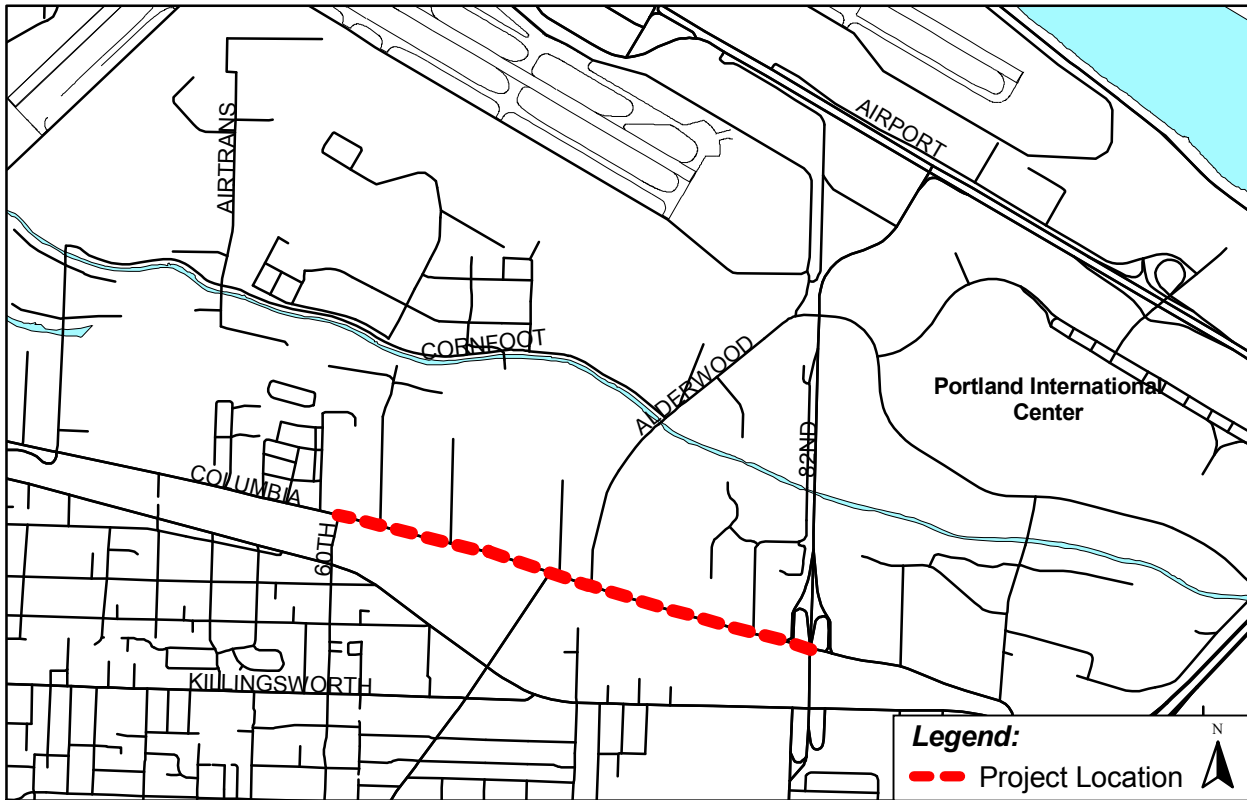 AIRPORT
AIRTRANS
CORNFOOT
ALDERWOOD
Portland International
Center
82ND
COLUMBIA
60TH
KILLINGSWORTH
Legend:
Project Location
N